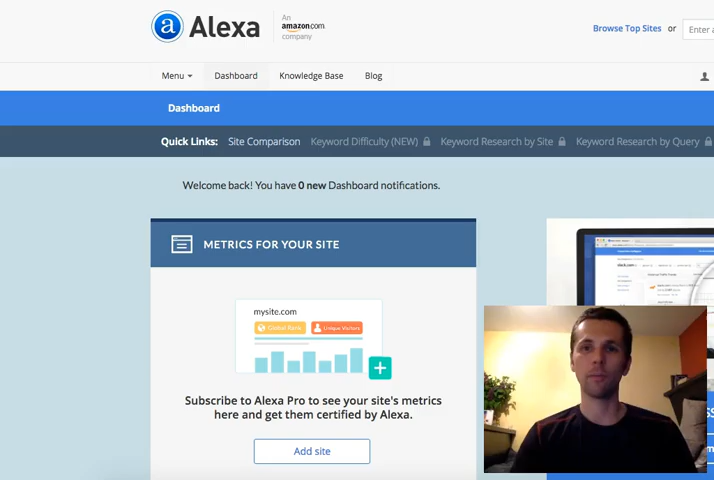 a Alexa
An
amazon.com
company
Browse Top Sites or
Enter a
Menu Dashboard Knowledge Base Blog
Dashboard
Quick Links: Site Comparison Keyword Difficulty (NEW) Keyword Research by Site Keyword Research by Query
Welcome back! You have 0 new Dashboard notifications.
METRICS FOR YOUR SITE
mysite.com
Global Rank Unique Visitors
Subscribe to Alexa Pro to see your site's metrics
here and get them certified by Alexa.
Add site